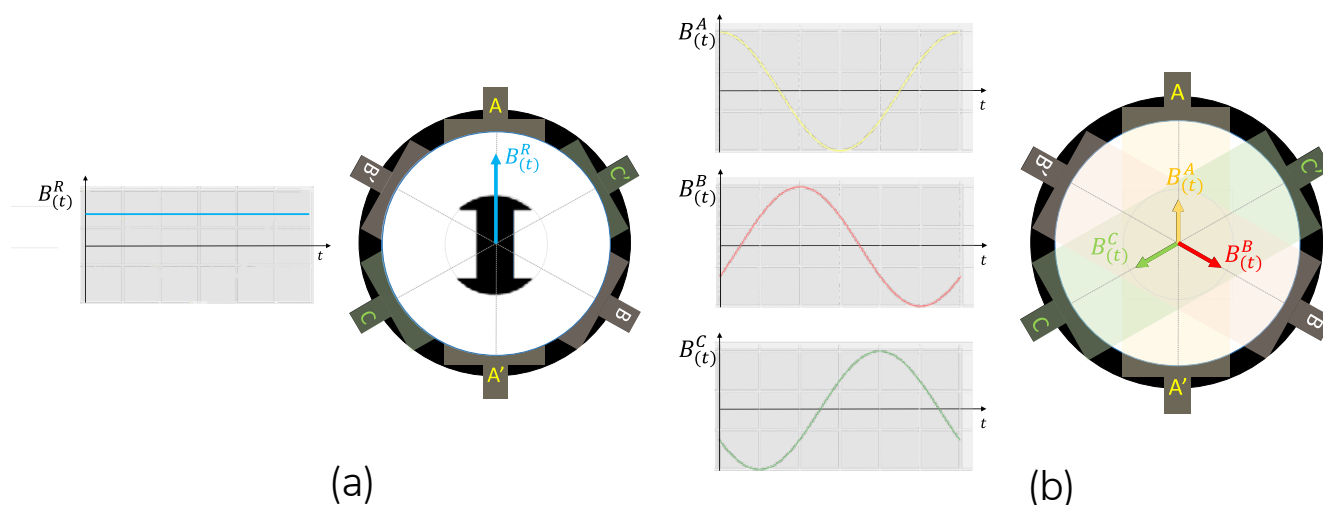 B^R_(t)
t
A
B'
C'
C
B
A'
B^R_(t)
(a)
B^A_(t)
t
B^B_(t)
t
B^C_(t)
t
A
B'
C'
C
B
A'
B^A_(t)
B^C_(t)
B^B_(t)
(b)